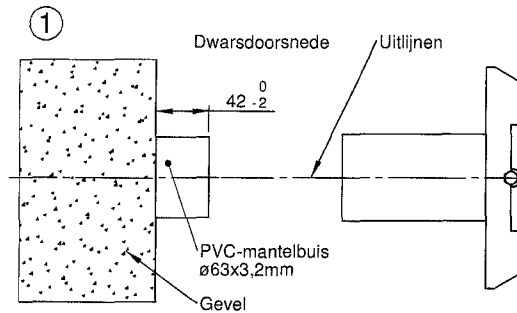 1
Dwarsdoorsnede
Uitlijnen
42 0 -2
PVC-mantelbuis
ø63x3,2mm
Gevel